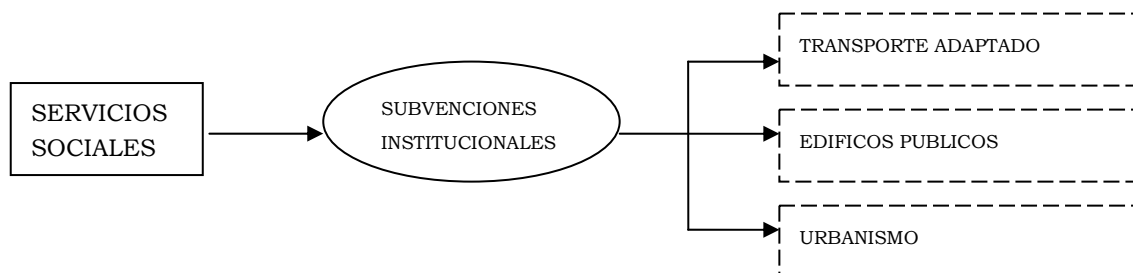 SERVICIOS
SOCIALES
SUBVENCIONES
INSTITUCIONALES
TRANSPORTE ADAPTADO
EDIFICOS PUBLICOS
URBANISMO